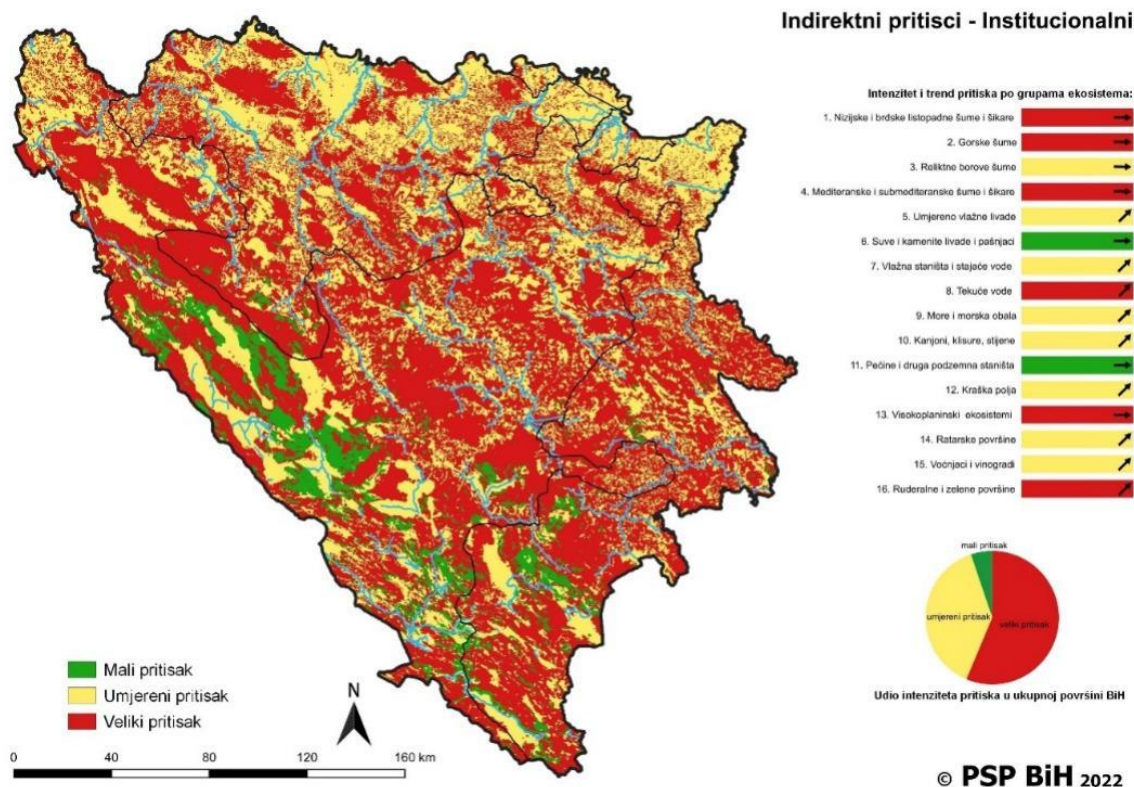 Indirektni pritisci - Institucionalni
Intenzitet i trend pritiska po grupama ekosistema:
1. Nizijske i brdske listopadne šume i šikare
2. Gorske šume
3. Reliktne borove šume
4. Mediteranske i submediteranske šume i šikare
5. Umjereno vlažne livade
6. Suve i kamenite livade i pašnjaci
7. Vlažna staništa i stajaće vode
8. Tekuće vode
9. More i morska obala
10. Kanjoni, klisure, stijene
11. Pećine i druga podzemna staništa
12. Kraška polja
13. Visokoplaninski ekosistemi
14. Ratarske površine
15. Voćnjaci i vinogradi
16. Ruderalne i zelene površine
mali pritisak
umjereni pritisak
veliki pritisak
Udio intenziteta pritiska u ukupnoj površini BiH
Mali pritisak
Umjereni pritisak
Veliki pritisak
N
0 40 80 120 160 km
© PSP BiH 2022